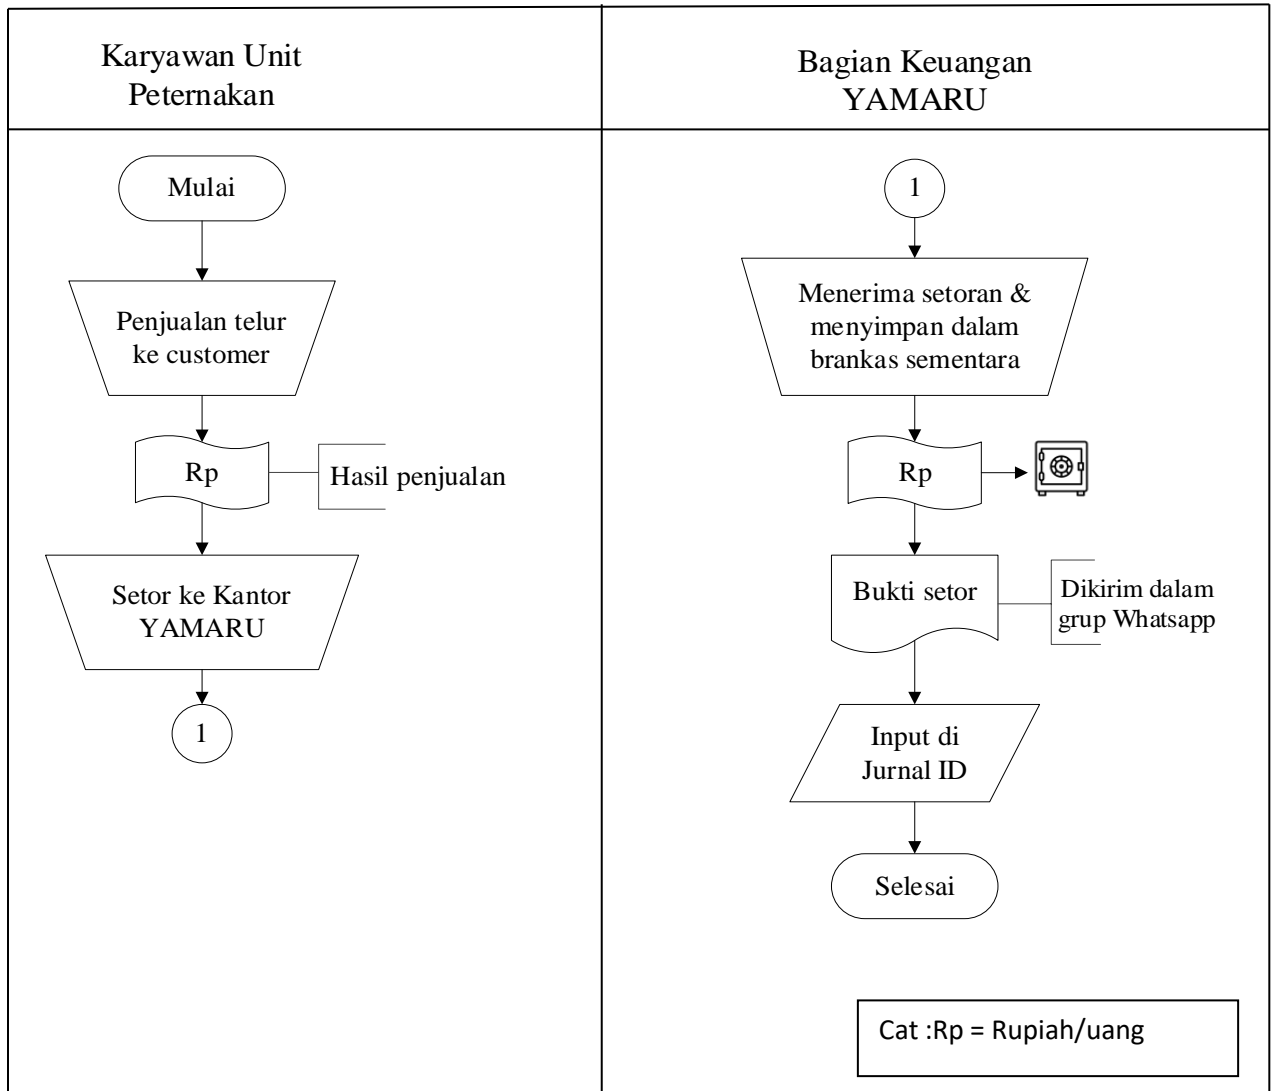 Karyawan Unit
Peternakan
Bagian Keuangan
YAMARU
Mulai
Penjualan telur
ke customer
Rp
Hasil penjualan
Setor ke Kantor
YAMARU
1
1
Menerima setoran &
menyimpan dalam
brankas sementara
Rp
Bukti setor
Dikirim dalam
grup Whatsapp
Input di
Jurnal ID
Selesai
Cat :Rp = Rupiah/uang